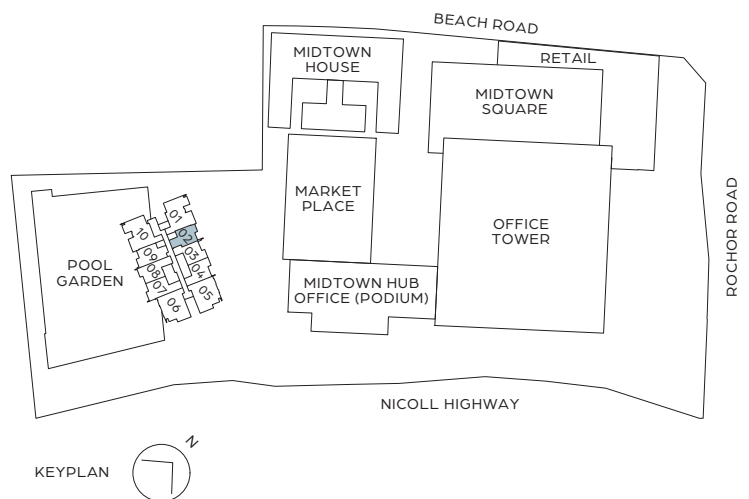 BEACH ROAD
MIDTOWN
HOUSE
RETAIL
MIDTOWN
SQUARE
ROCHOR ROAD
MARKET
PLACE
OFFICE
TOWER
01
02
03
04
05
10
09
08
07
06
POOL
GARDEN
MIDTOWN HUB
OFFICE (PODIUM)
NICOLL HIGHWAY
N
KEYPLAN